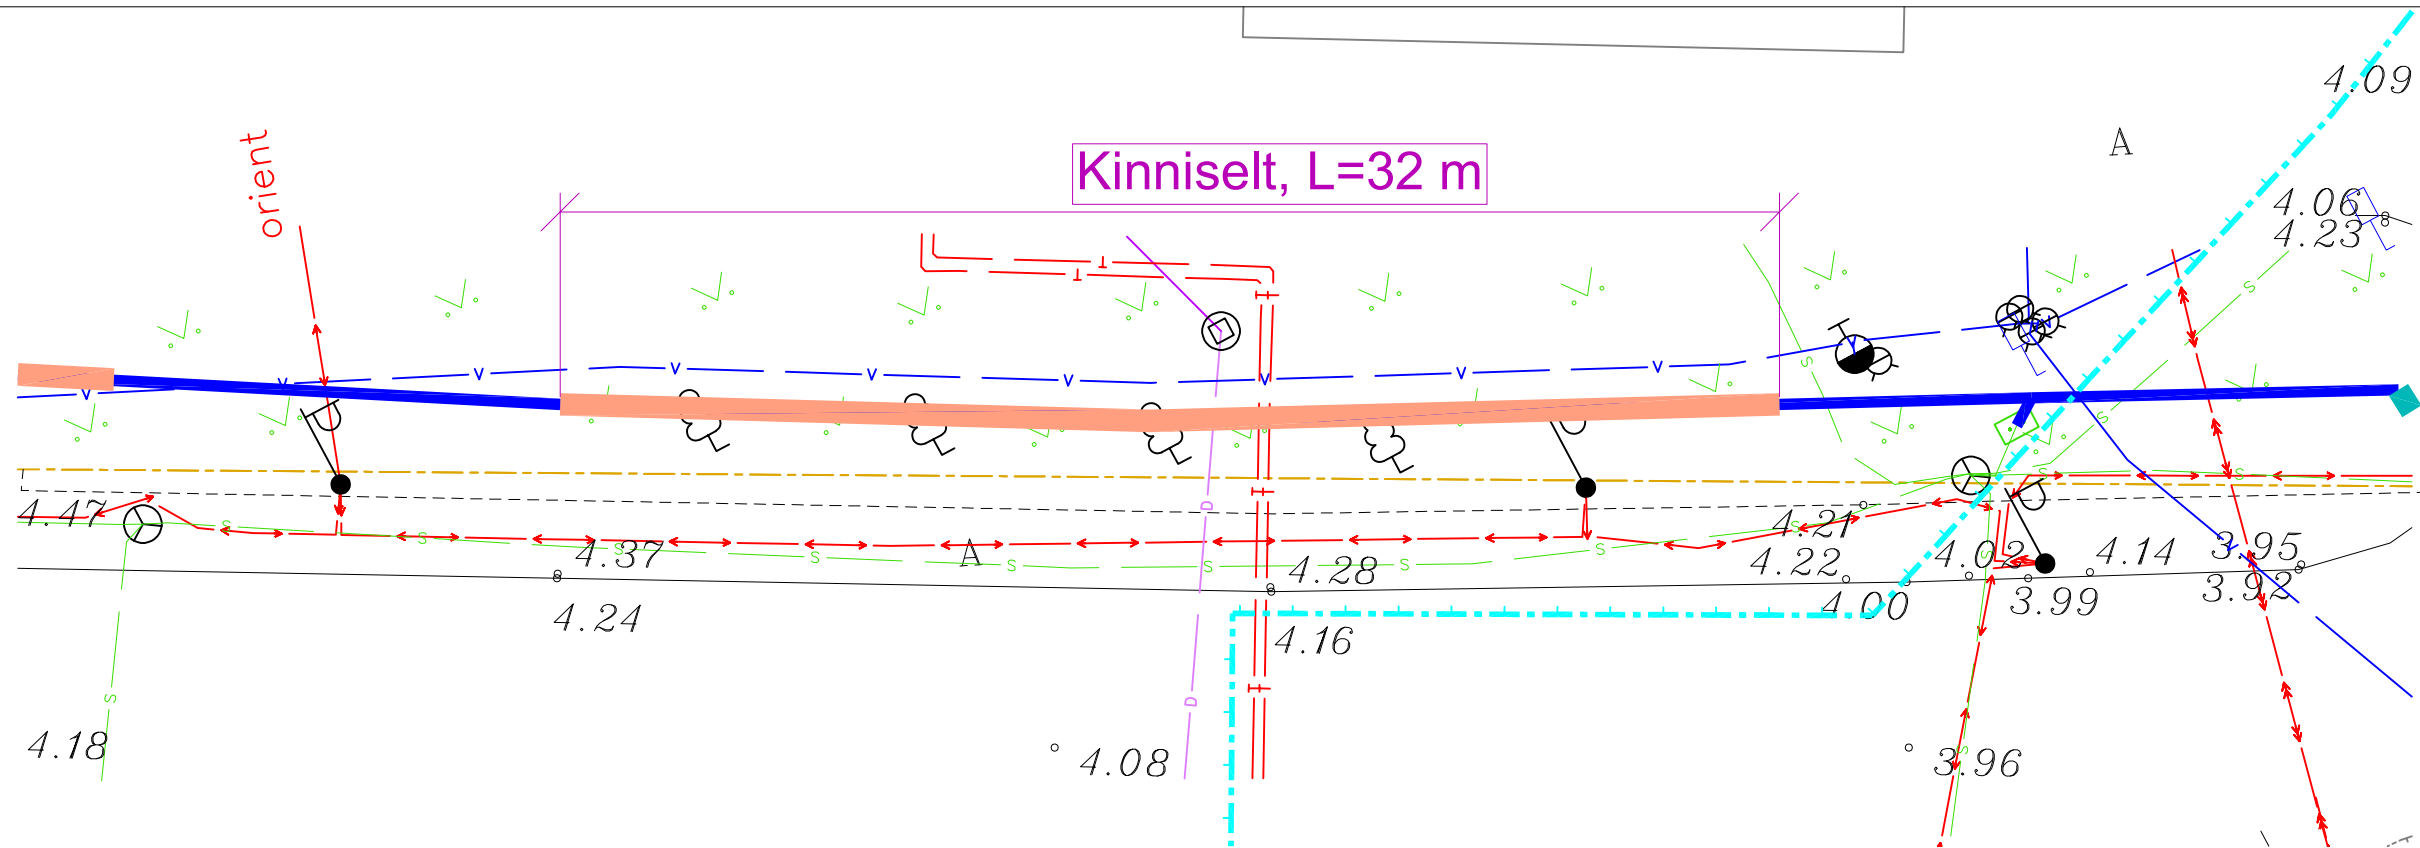 4.09
A
orient
Kinniselt, L=32 m
4.06
4.23
V
V
V
V
V
V
V
V
V
V
S
S
S
4.47
S
S
S
S
S
S
S
S
S
S
S
D
A
4.37
4.28
4.21
4.22
4.02
4.14
3.95
3.92
4.24
4.00
3.99
4.16
S
D
4.18
4.08
S
3.96